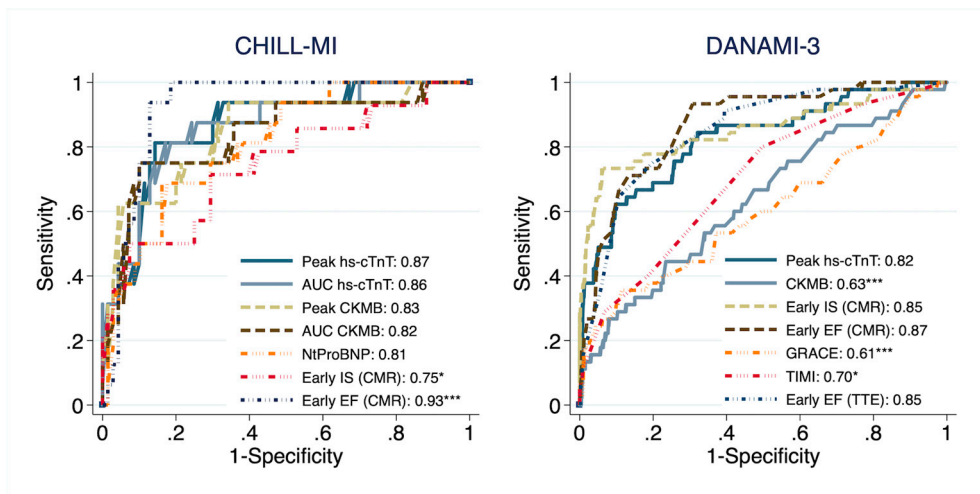 CHILL-MI
1
.8
.6
.4
.2
0
Sensitivity
Peak hs-cTnT: 0.87
AUC hs-cTnT: 0.86
Peak CKMB: 0.83
AUC CKMB: 0.82
NtProBNP: 0.81
Early IS (CMR): 0.75*
Early EF (CMR): 0.93***
0 .2 .4 .6 .8 1
1-Specificity
DANAMI-3
1
.8
.6
.4
.2
0
Sensitivity
Peak hs-cTnT: 0.82
CKMB: 0.63***
Early IS (CMR): 0.85
Early EF (CMR): 0.87
GRACE: 0.61***
TIMI: 0.70*
Early EF (TTE): 0.85
0 .2 .4 .6 .8 1
1-Specificity